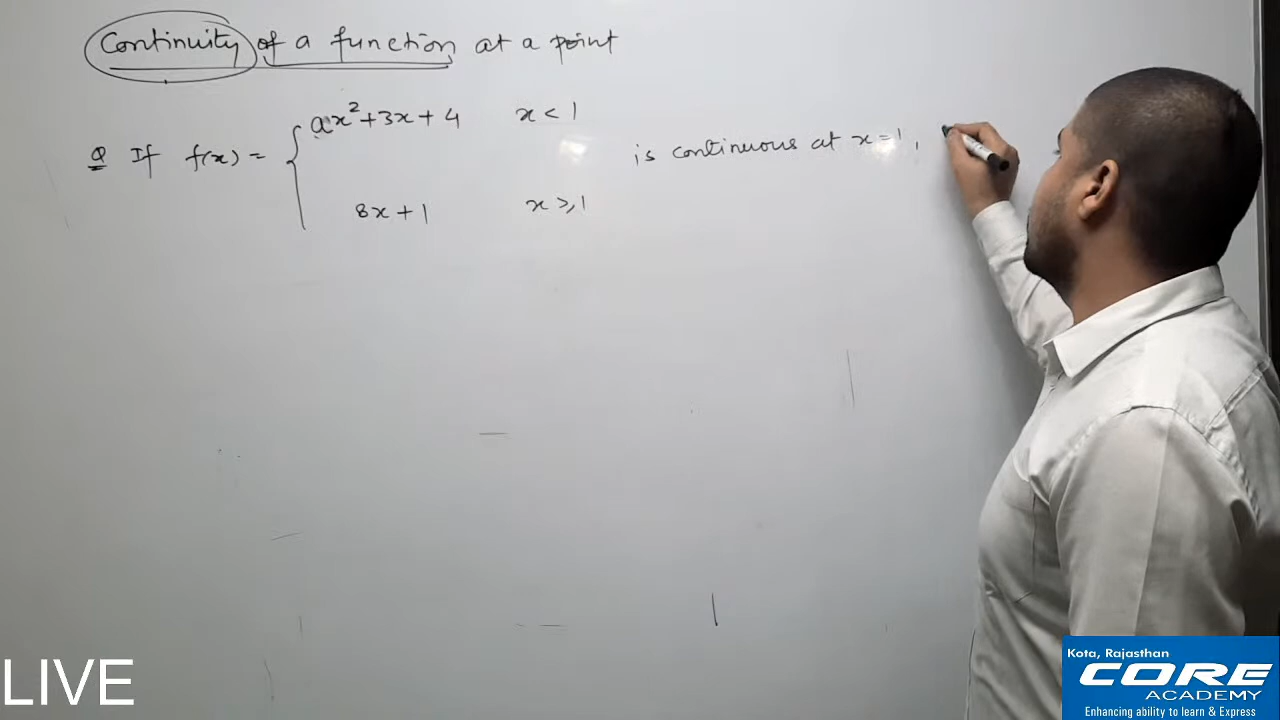 Continuity of a function at a point
ax²+3x+4 x < 1
Q If f(x) = { is continuous at x=1,
8x+1 x ⩾ 1
LIVE
Kota, Rajasthan
CORE
ACADEMY
Enhancing ability to learn & Express